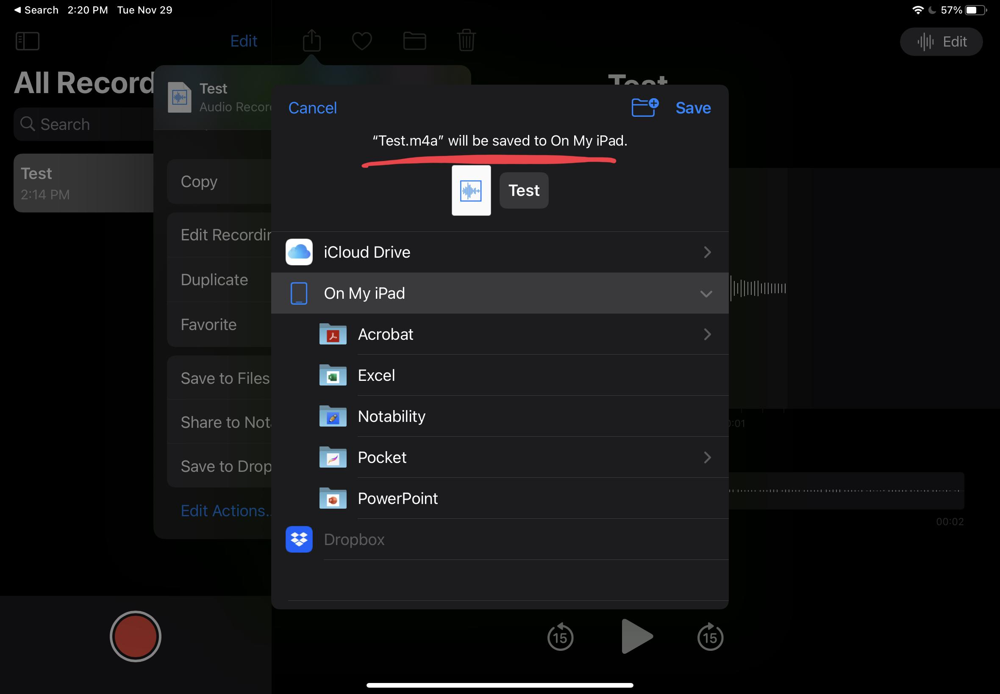 Search 2:20 PM Tue Nov 29
57%
Edit
Edit
All Record
Search
Test
2:14 PM
Test
Audio Record
Copy
Edit Recordin
Duplicate
Favorite
Save to Files
Share to Not
Save to Drop
Edit Actions..
Test
Cancel
Save
“Test.m4a” will be saved to On My iPad.
Test
iCloud Drive
On My iPad
Acrobat
Excel
Notability
Pocket
PowerPoint
Dropbox
0:01
00:02
15
15